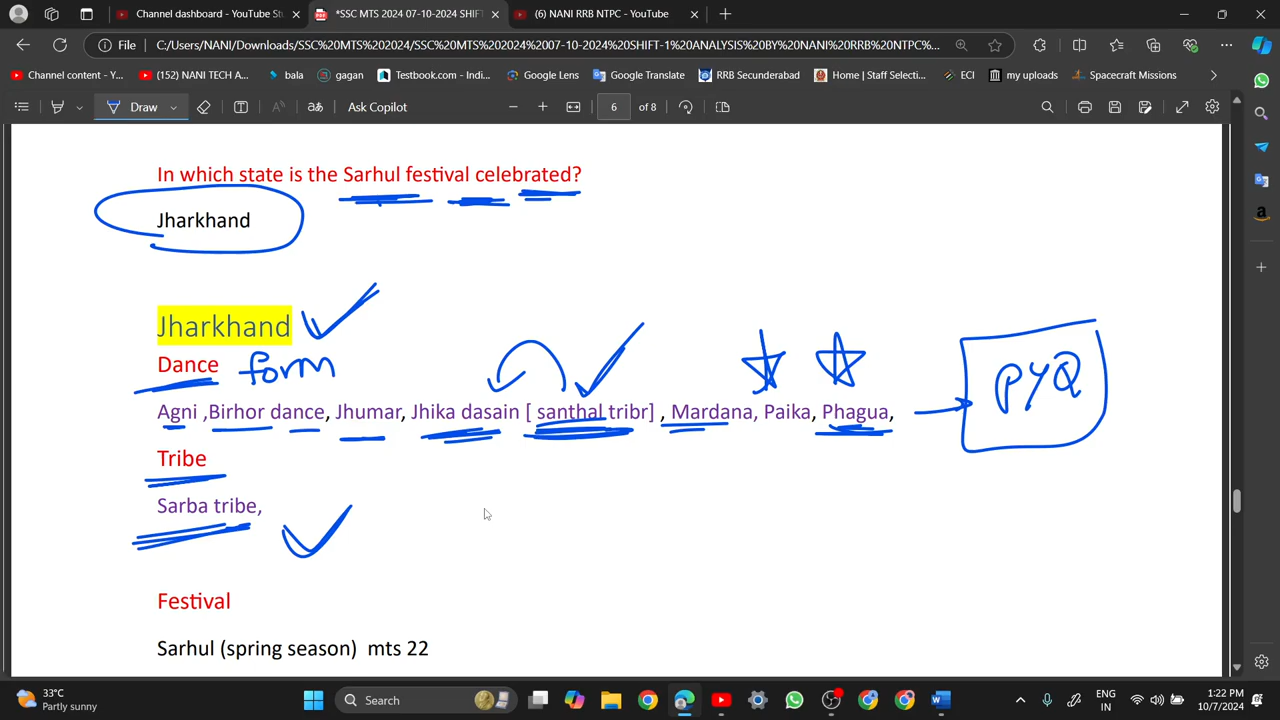 Channel dashboard - YouTube St
*SSC MTS 2024 07-10-2024 SHIFT-
(6) NANI RRB NTPC - YouTube
File
C:/Users/NANI/Downloads/SSC%20MTS%202024/SSC%20MTS%202024%2007-10-2024%20SHIFT-1%20ANALYSIS%20BY%20NANI%20RRB%20NTPC%...
Channel content - Y...
(152) NANI TECH A...
bala
gagan
Testbook.com - Indi...
Google Lens
Google Translate
RRB Secunderabad
Home | Staff Selecti...
ECI
my uploads
Spacecraft Missions
Draw
Ask Copilot
6 of 8
In which state is the Sarhul festival celebrated?
Jharkhand
Jharkhand
Dance form
Agni ,Birhor dance, Jhumar, Jhika dasain [ santhal tribr] , Mardana, Paika, Phagua,
PYQ
Tribe
Sarba tribe,
Festival
Sarhul (spring season) mts 22
33°C
Partly sunny
Search
ENG
IN
1:22 PM
10/7/2024